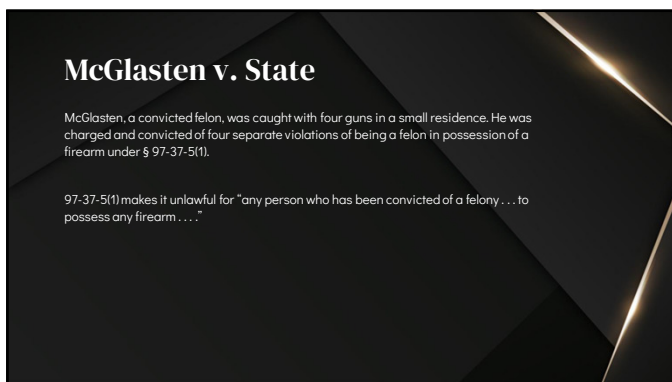 McGlasten v. State
McGlasten, a convicted felon, was caught with four guns in a small residence. He was
charged and convicted of four separate violations of being a felon in possession of a
firearm under § 97-37-5(1).
97-37-5(1) makes it unlawful for “any person who has been convicted of a felony . . . to
possess any firearm . . . .”